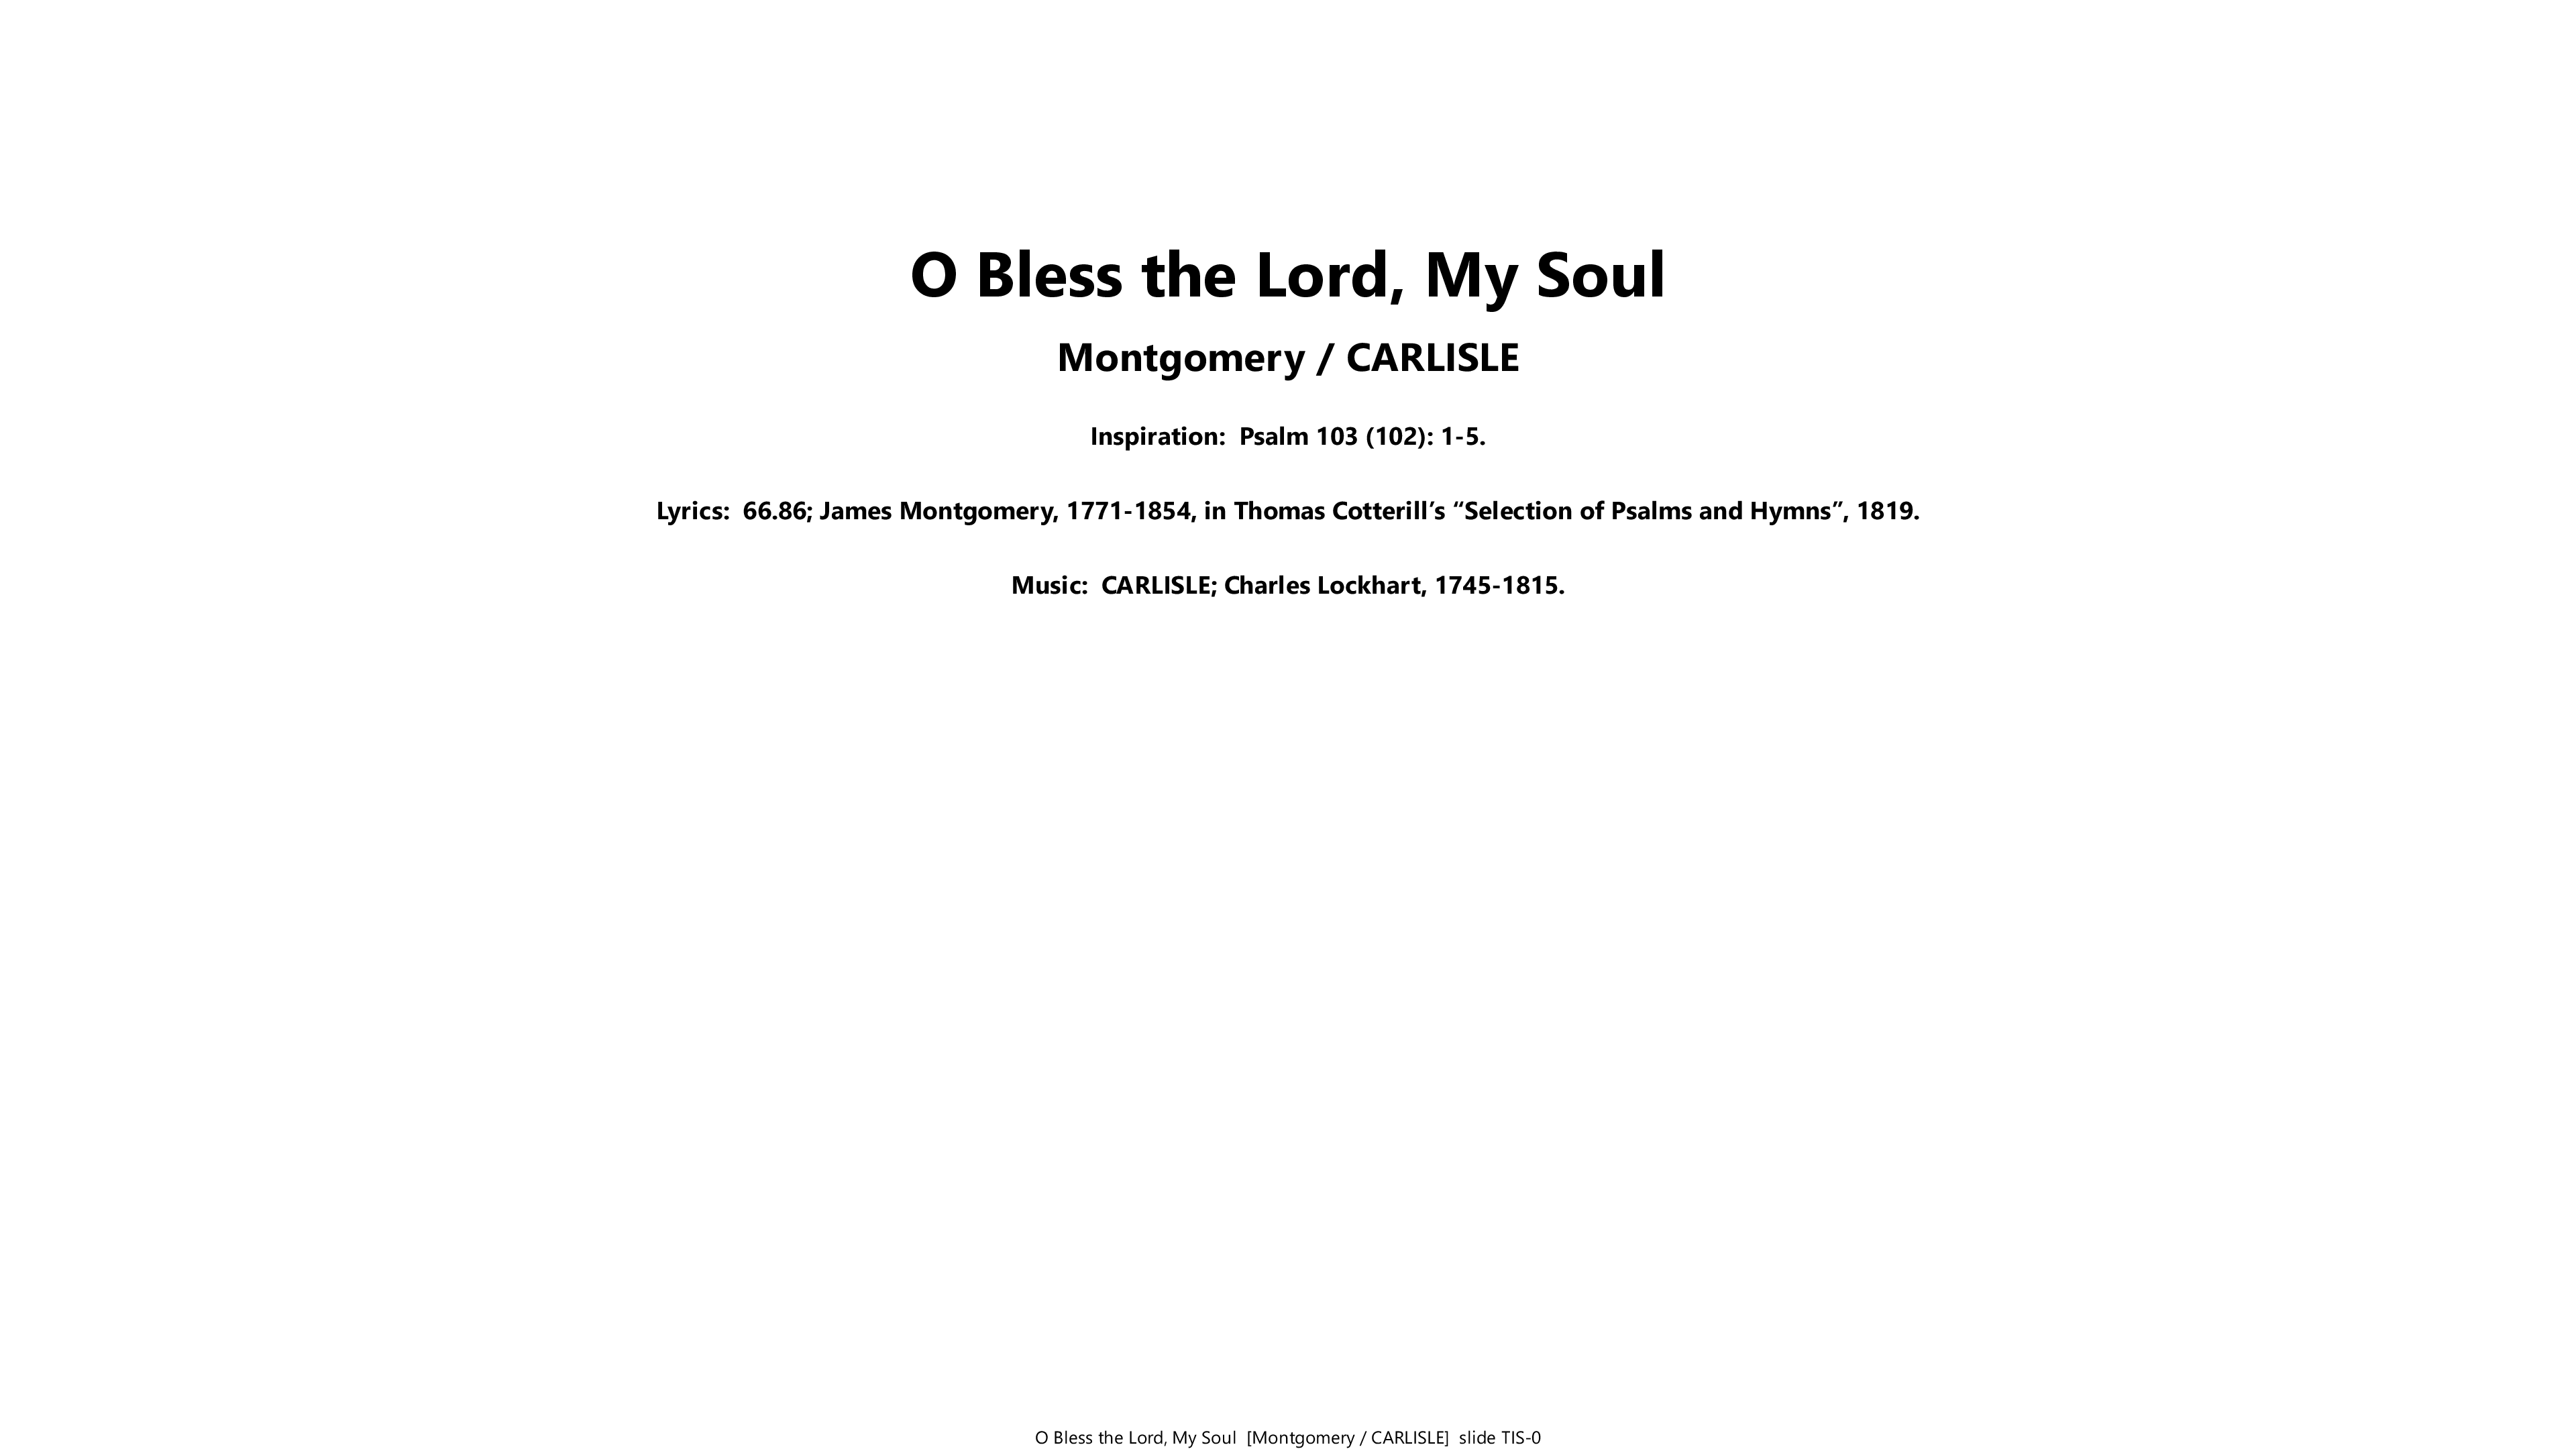 O Bless the Lord, My Soul
Montgomery / CARLISLE
Inspiration:  Psalm 103 (102): 1-5.
Lyrics:  66.86; James Montgomery, 1771-1854, in Thomas Cotterill’s “Selection of Psalms and Hymns”, 1819.
Music:  CARLISLE; Charles Lockhart, 1745-1815.
O Bless the Lord, My Soul  [Montgomery / CARLISLE]  slide TIS-0